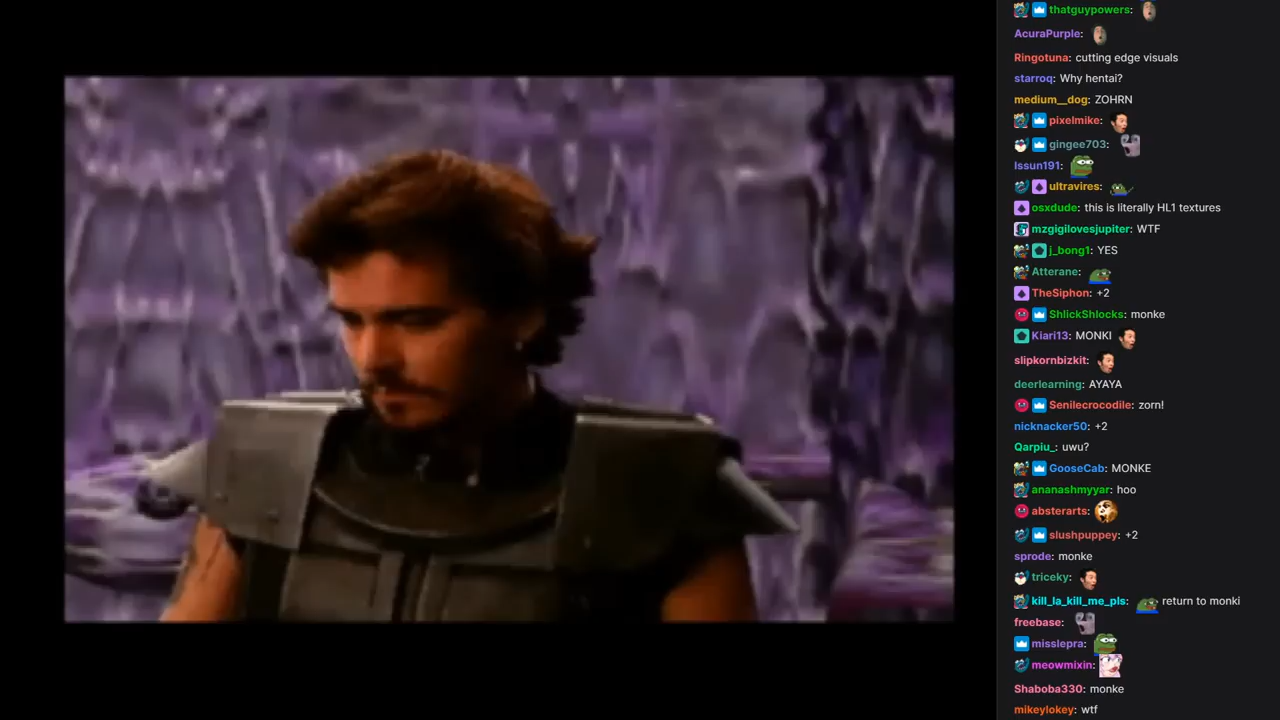 thatguypowers:
AcuraPurple:
Ringotuna: cutting edge visuals
starroq: Why hentai?
medium__dog: ZOHRN
pixelmike:
gingee703:
Issun191:
ultravires:
osxdude: this is literally HL1 textures
mzgigilovesjupiter: WTF
j_bong1: YES
Atterane:
TheSiphon: +2
ShlickShlocks: monke
Kiari13: MONKI
slipkornbizkit:
deerlearning: AYAYA
Senilecrocodile: zorn!
nicknacker50: +2
Qarpiu_: uwu?
GooseCab: MONKE
ananashmyyar: hoo
absterarts:
slushpuppey: +2
sprode: monke
triceky:
kill_la_kill_me_pls: return to monki
freebase:
misslepra:
meowmixin:
Shaboba330: monke
mikeylokey: wtf